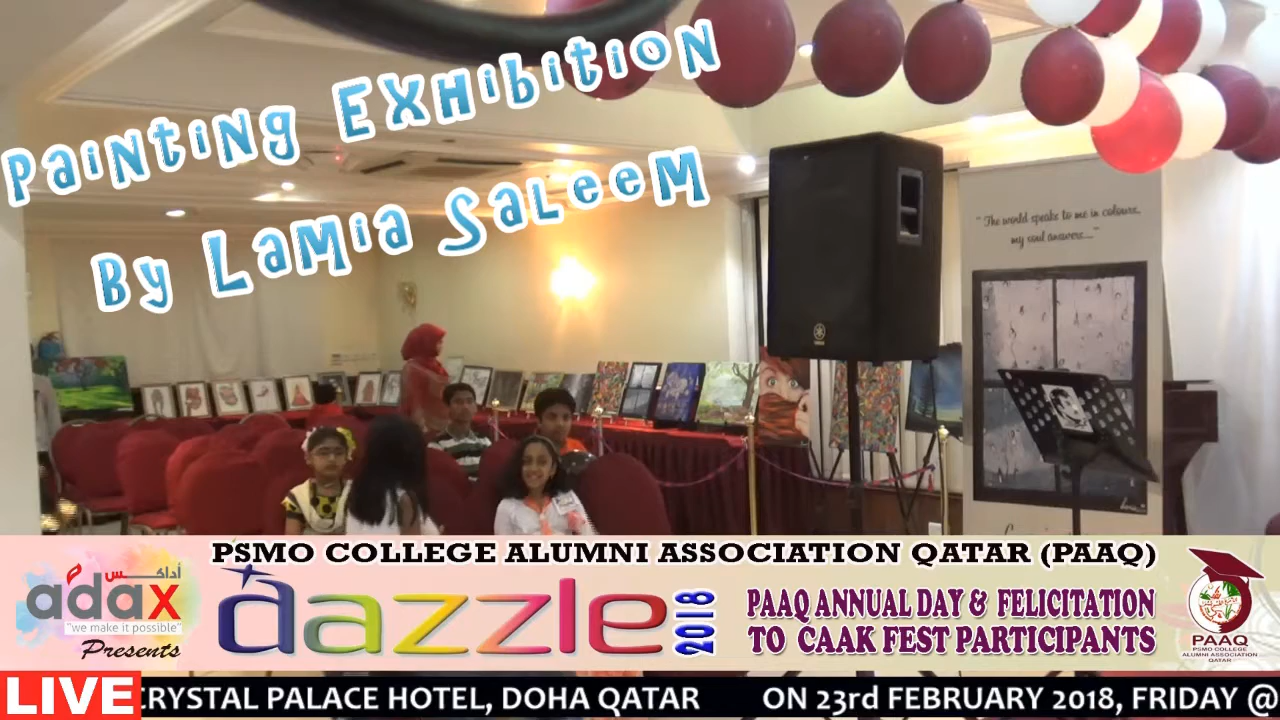 Painting Exhibition
By Lamia Saleem
"The world speaks to me in colours,
my soul answers...."
YAMAHA
PSMO COLLEGE ALUMNI ASSOCIATION QATAR (PAAQ)
أداكس
adax
"we make it possible"
Presents
dazzle 2018
PAAQ ANNUAL DAY & FELICITATION
TO CAAK FEST PARTICIPANTS
PAAQ
PSMO COLLEGE
ALUMNI ASSOCIATION
QATAR
LIVE
CRYSTAL PALACE HOTEL, DOHA QATAR ON 23rd FEBRUARY 2018, FRIDAY @